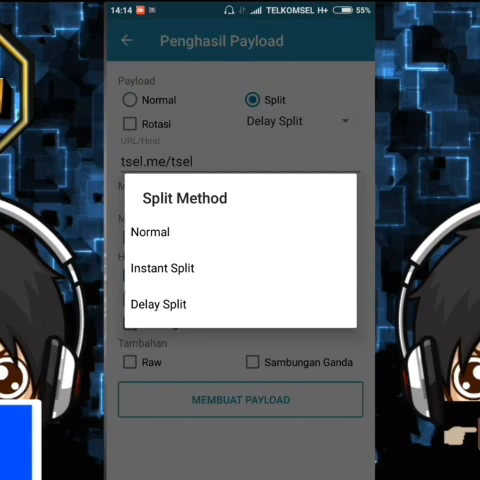 14:14
TELKOMSEL H+ 55%
Penghasil Payload
Payload
Normal Split
Rotasi Delay Split
URL/Host
tsel.me/tsel
Split Method
Normal
Instant Split
Delay Split
Tambahan
Raw Sambungan Ganda
MEMBUAT PAYLOAD